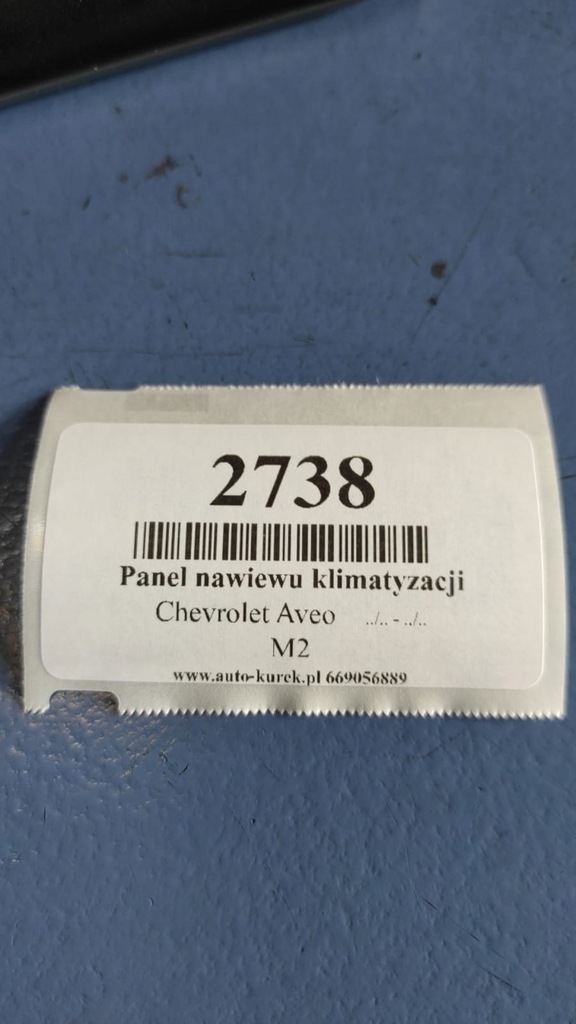 2738
Panel nawiewu klimatyzacji
Chevrolet Aveo ../.. - ../..
M2
www.auto-kurek.pl 669056889